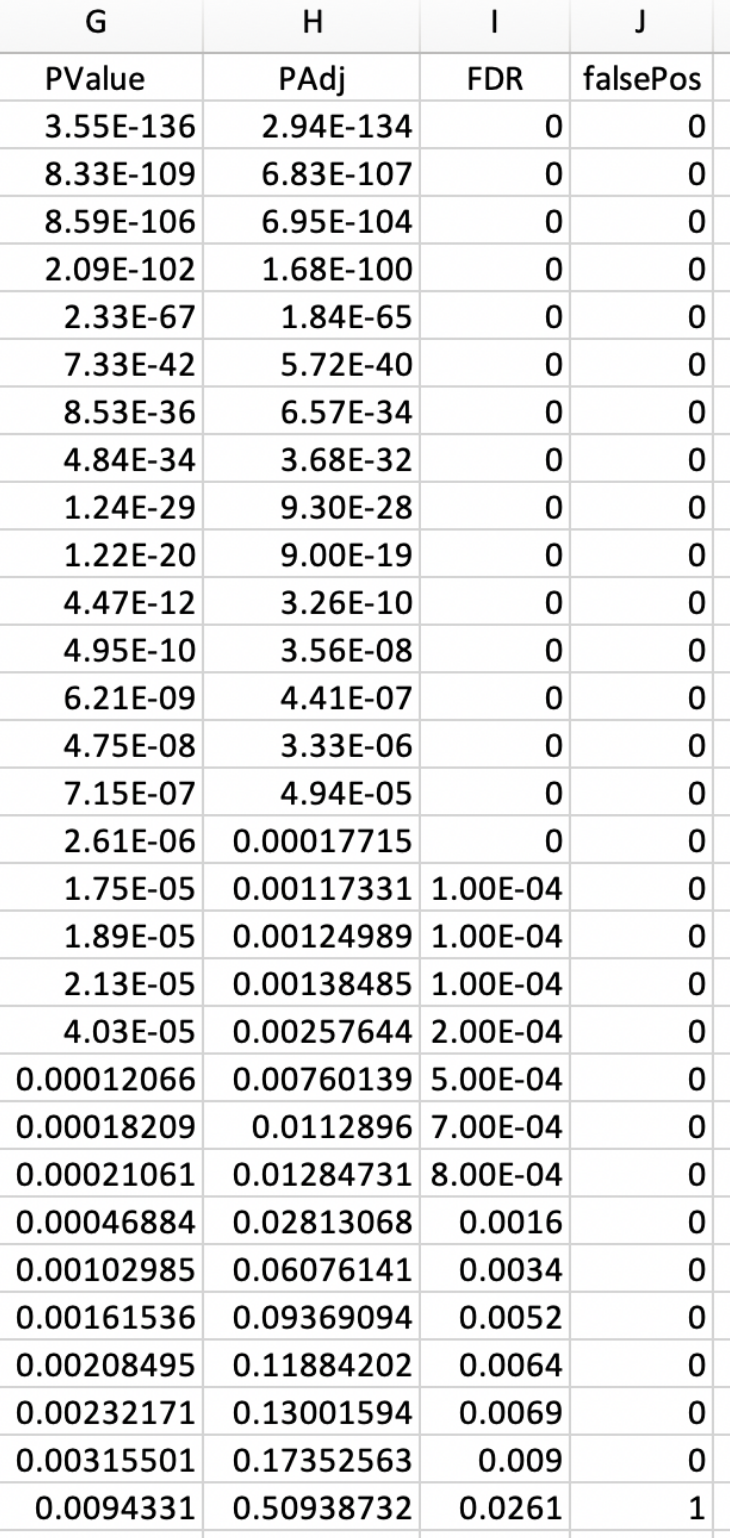 G H I J
PValue PAdj FDR falsePos
3.55E-136 2.94E-134 0 0
8.33E-109 6.83E-107 0 0
8.59E-106 6.95E-104 0 0
2.09E-102 1.68E-100 0 0
2.33E-67 1.84E-65 0 0
7.33E-42 5.72E-40 0 0
8.53E-36 6.57E-34 0 0
4.84E-34 3.68E-32 0 0
1.24E-29 9.30E-28 0 0
1.22E-20 9.00E-19 0 0
4.47E-12 3.26E-10 0 0
4.95E-10 3.56E-08 0 0
6.21E-09 4.41E-07 0 0
4.75E-08 3.33E-06 0 0
7.15E-07 4.94E-05 0 0
2.61E-06 0.00017715 0 0
1.75E-05 0.00117331 1.00E-04 0
1.89E-05 0.00124989 1.00E-04 0
2.13E-05 0.00138485 1.00E-04 0
4.03E-05 0.00257644 2.00E-04 0
0.00012066 0.00760139 5.00E-04 0
0.00018209 0.0112896 7.00E-04 0
0.00021061 0.01284731 8.00E-04 0
0.00046884 0.02813068 0.0016 0
0.00102985 0.06076141 0.0034 0
0.00161536 0.09369094 0.0052 0
0.00208495 0.11884202 0.0064 0
0.00232171 0.13001594 0.0069 0
0.00315501 0.17352563 0.009 0
0.0094331 0.50938732 0.0261 1